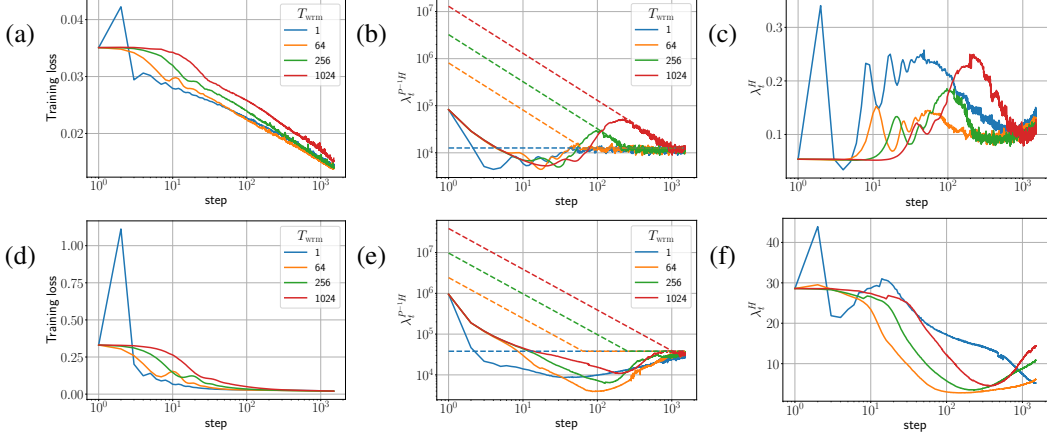 (a)
Training loss
0.04
0.03
0.02
10^0
10^1
10^2
10^3
step
T_wrm
1
64
256
1024
(b)
λ_t^{P^{-1}H}
10^7
10^6
10^5
10^4
10^0
10^1
10^2
10^3
step
T_wrm
1
64
256
1024
(c)
λ_t^H
0.3
0.2
0.1
10^0
10^1
10^2
10^3
step
(d)
Training loss
1.00
0.75
0.50
0.25
0.00
10^0
10^1
10^2
10^3
step
T_wrm
1
64
256
1024
(e)
λ_t^{P^{-1}H}
10^7
10^6
10^5
10^4
10^0
10^1
10^2
10^3
step
T_wrm
1
64
256
1024
(f)
λ_t^H
40
30
20
10
10^0
10^1
10^2
10^3
step